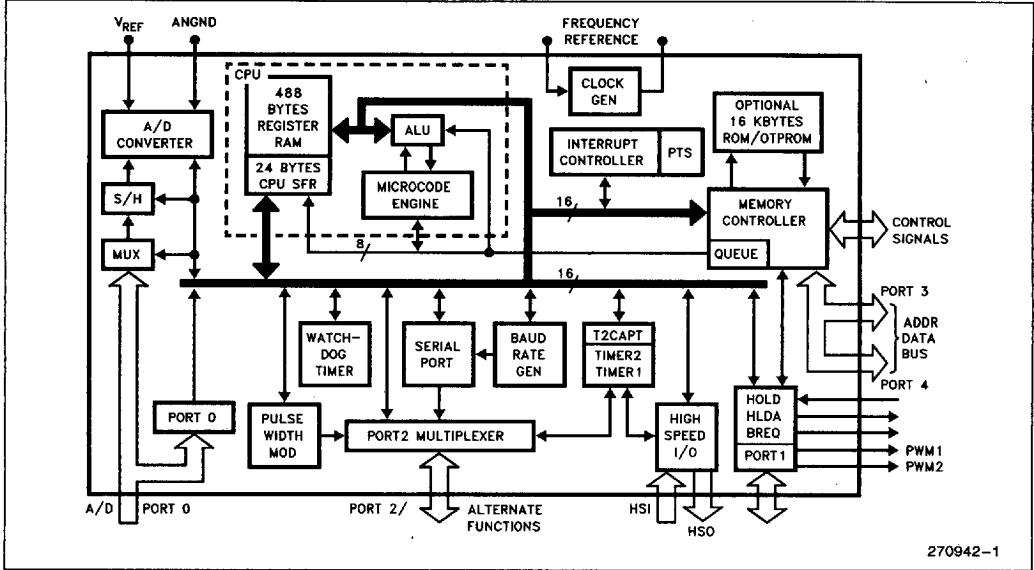 VREF
ANGND
FREQUENCY
REFERENCE
CPU
488
BYTES
REGISTER
RAM
24 BYTES
CPU SFR
ALU
MICROCODE
ENGINE
CLOCK
GEN
OPTIONAL
16 KBYTES
ROM/OTPROM
A/D
CONVERTER
INTERRUPT
CONTROLLER
PTS
S/H
MUX
16
MEMORY
CONTROLLER
QUEUE
CONTROL
SIGNALS
8
16
PORT 3
ADDR
DATA
BUS
PORT 4
WATCH-
DOG
TIMER
SERIAL
PORT
BAUD
RATE
GEN
T2CAPT
TIMER2
TIMER1
PORT 0
PULSE
WIDTH
MOD
PORT2 MULTIPLEXER
HIGH
SPEED
I/O
HOLD
HLDA
BREQ
PORT1
PWM1
PWM2
A/D
PORT 0
PORT 2/
ALTERNATE
FUNCTIONS
HSI
HSO
270942-1